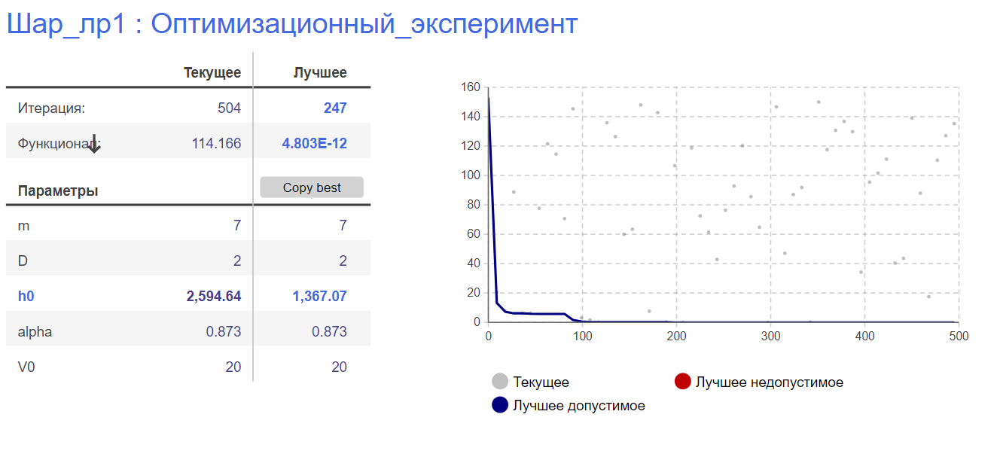 Шар_лр1 : Оптимизационный_эксперимент
Текущее Лучшее
Итерация: 504 247
Функционал: 114.166 4.803E-12
Параметры Copy best
m 7 7
D 2 2
h0 2,594.64 1,367.07
alpha 0.873 0.873
V0 20 20
160
140
120
100
80
60
40
20
0
0 100 200 300 400 500
Текущее Лучшее недопустимое
Лучшее допустимое